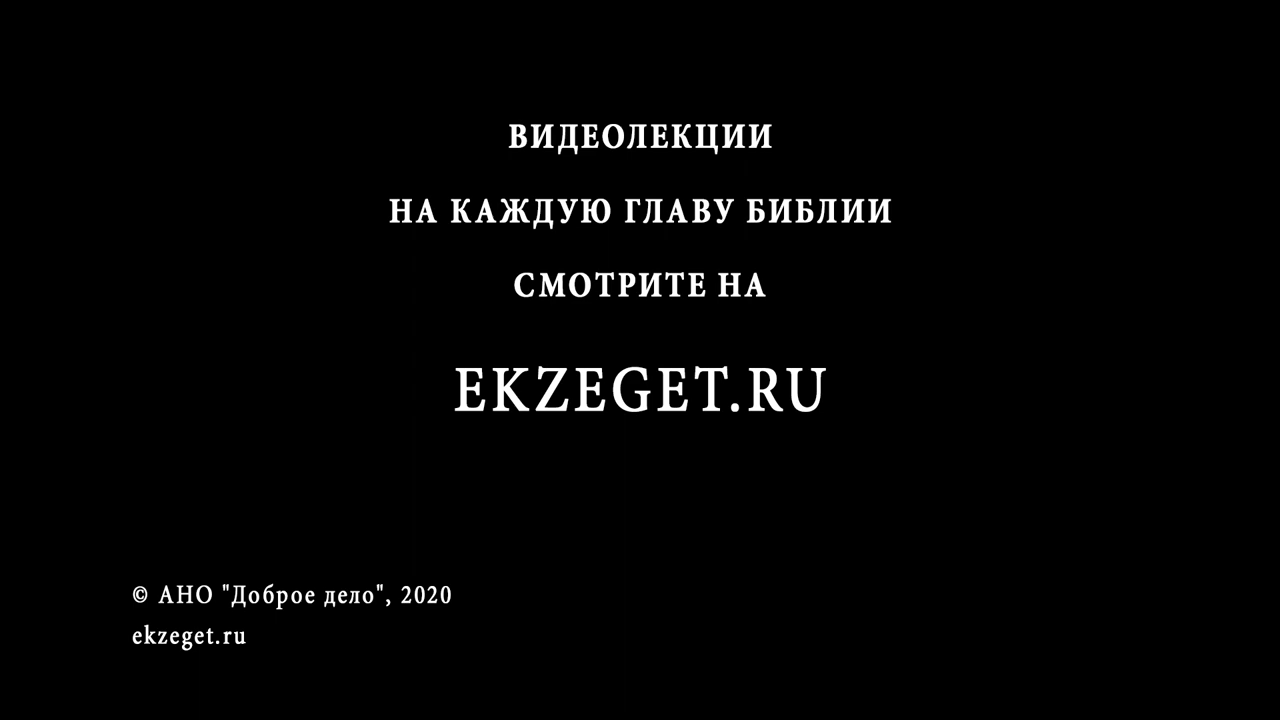 ВИДЕОЛЕКЦИИ
НА КАЖДУЮ ГЛАВУ БИБЛИИ
СМОТРИТЕ НА
EKZEGET.RU
© АНО "Доброе дело", 2020
ekzeget.ru